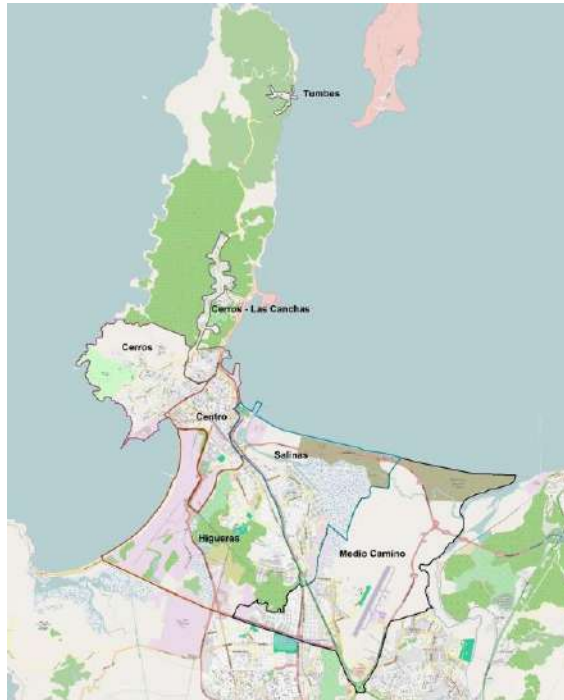 Tumbes
Cerros - Las Canchas
Cerros
Centro
Salinas
Higueras
Medio Camino